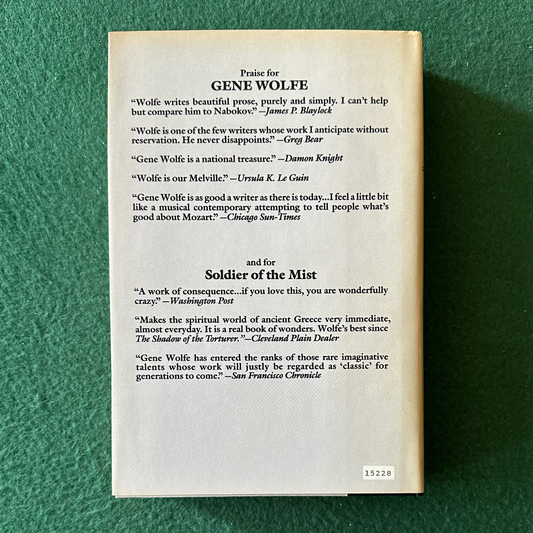 Praise for
GENE WOLFE
“Wolfe writes beautiful prose, purely and simply. I can’t help
but compare him to Nabokov.” —James P. Blaylock
“Wolfe is one of the few writers whose work I anticipate without
reservation. He never disappoints.” —Greg Bear
“Gene Wolfe is a national treasure.” —Damon Knight
“Wolfe is our Melville.” —Ursula K. Le Guin
“Gene Wolfe is as good a writer as there is today...I feel a little bit
like a musical contemporary attempting to tell people what’s
good about Mozart.” —Chicago Sun-Times
and for
Soldier of the Mist
“A work of consequence...if you love this, you are wonderfully
crazy.” —Washington Post
“Makes the spiritual world of ancient Greece very immediate,
almost everyday. It is a real book of wonders. Wolfe’s best since
The Shadow of the Torturer.”—Cleveland Plain Dealer
“Gene Wolfe has entered the ranks of those rare imaginative
talents whose work will justly be regarded as ‘classic’ for
generations to come.” —San Francisco Chronicle
15228